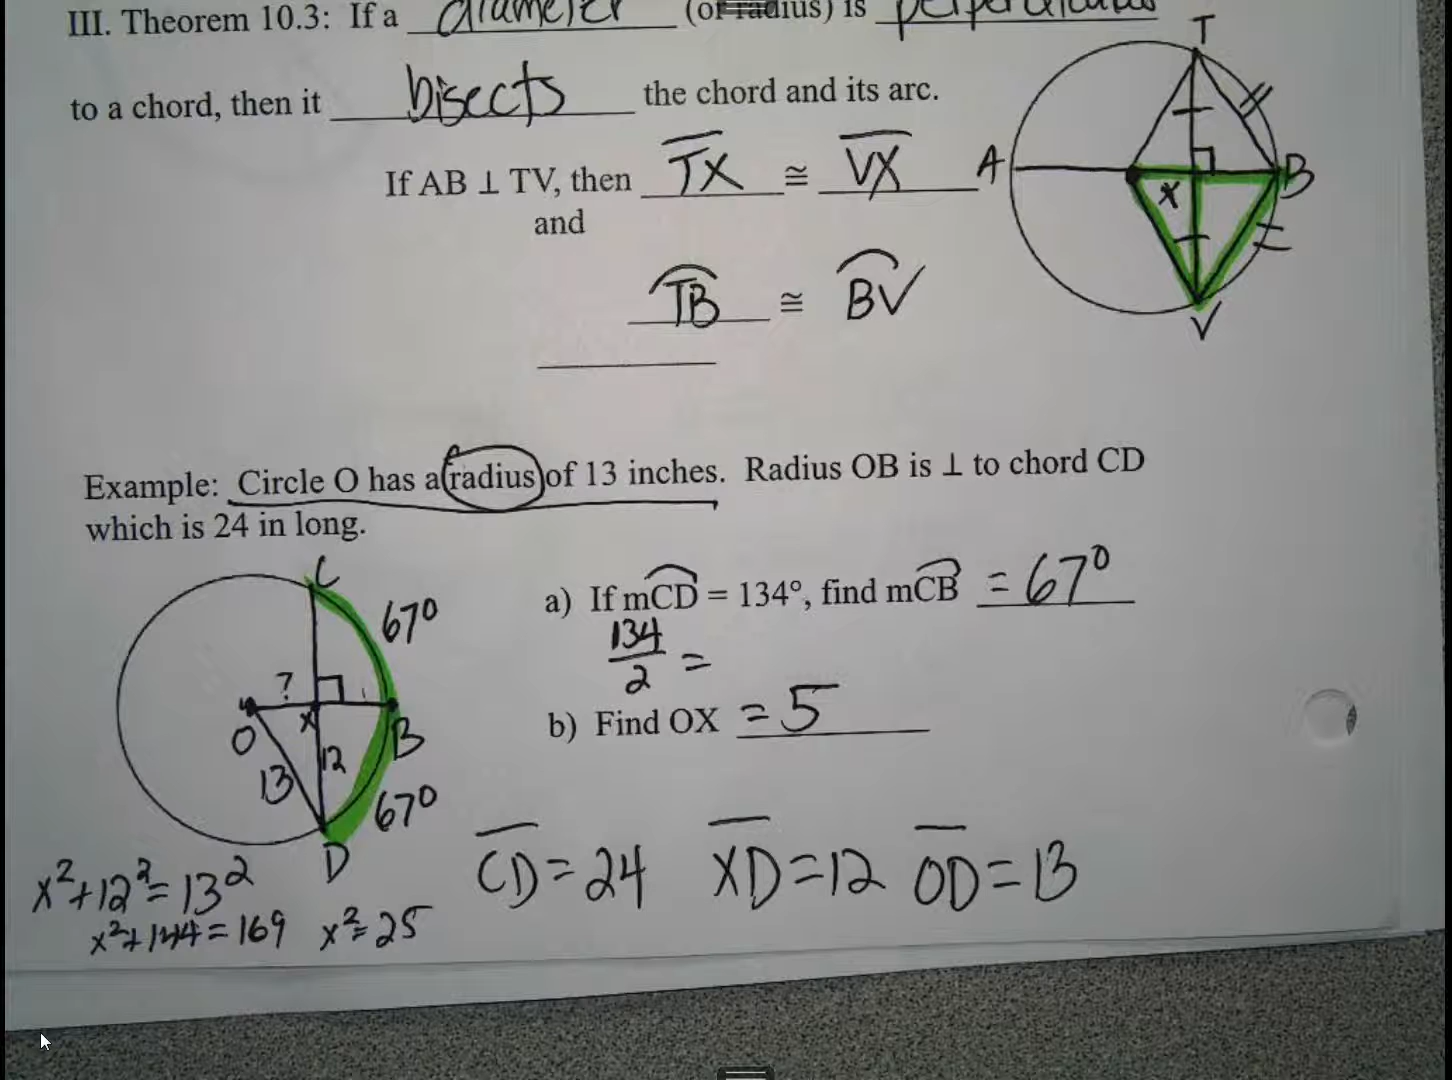 III. Theorem 10.3: If a diameter (or radius) is perpendicular
to a chord, then it bisects the chord and its arc.
If AB ⊥ TV, then TX ≅ VX
and
TB ≅ BV
T
A
B
X
V
Example: Circle O has a radius of 13 inches. Radius OB is ⊥ to chord CD
which is 24 in long.
a) If mCD = 134°, find mCB = 67°
134/2 =
b) Find OX = 5
C
67°
?
O
X
B
13
12
67°
D
CD = 24 XD = 12 OD = 13
x²+12²=13²
x²+144=169 x²=25